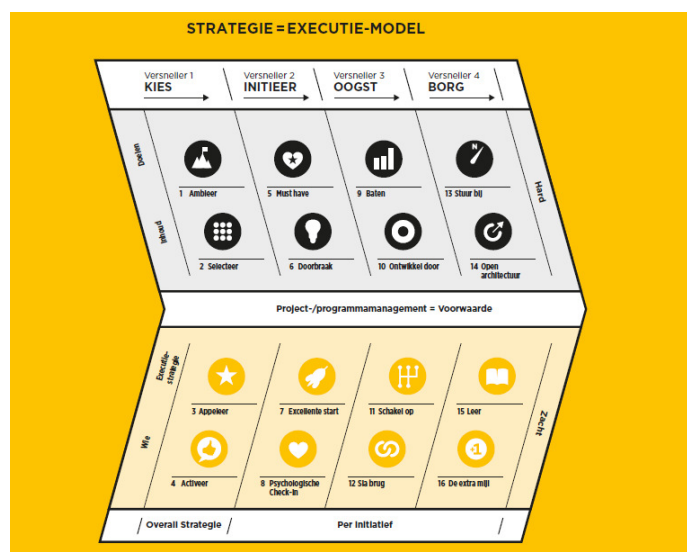 STRATEGIE = EXECUTIE-MODEL
Versneller 1
KIES
Versneller 2
INITIEER
Versneller 3
OOGST
Versneller 4
BORG
Doelen
1 Ambieer
5 Must have
9 Baten
13 Stuur bij
Hard
Inhoud
2 Selecteer
6 Doorbraak
10 Ontwikkel door
14 Open
architectuur
N
Project-/programmamanagement = Voorwaarde
Executie-
strategie
3 Appeleer
7 Excellente start
11 Schakel op
15 Leer
Zacht
Wie
+1
4 Activeer
8 Psychologische
Check-in
12 Sla brug
16 De extra mijl
Overall Strategie
Per Initiatief